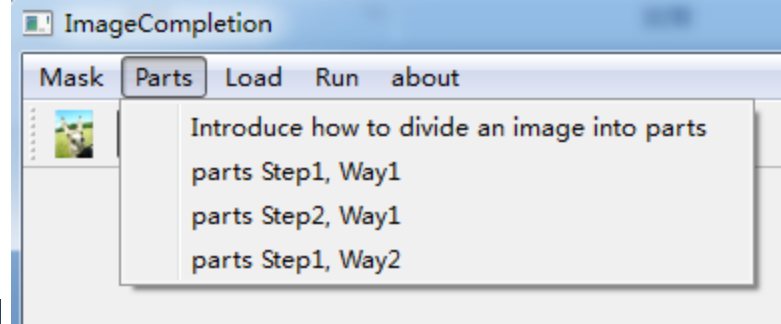 ImageCompletion
Mask Parts Load Run about
Introduce how to divide an image into parts
parts Step1, Way1
parts Step2, Way1
parts Step1, Way2